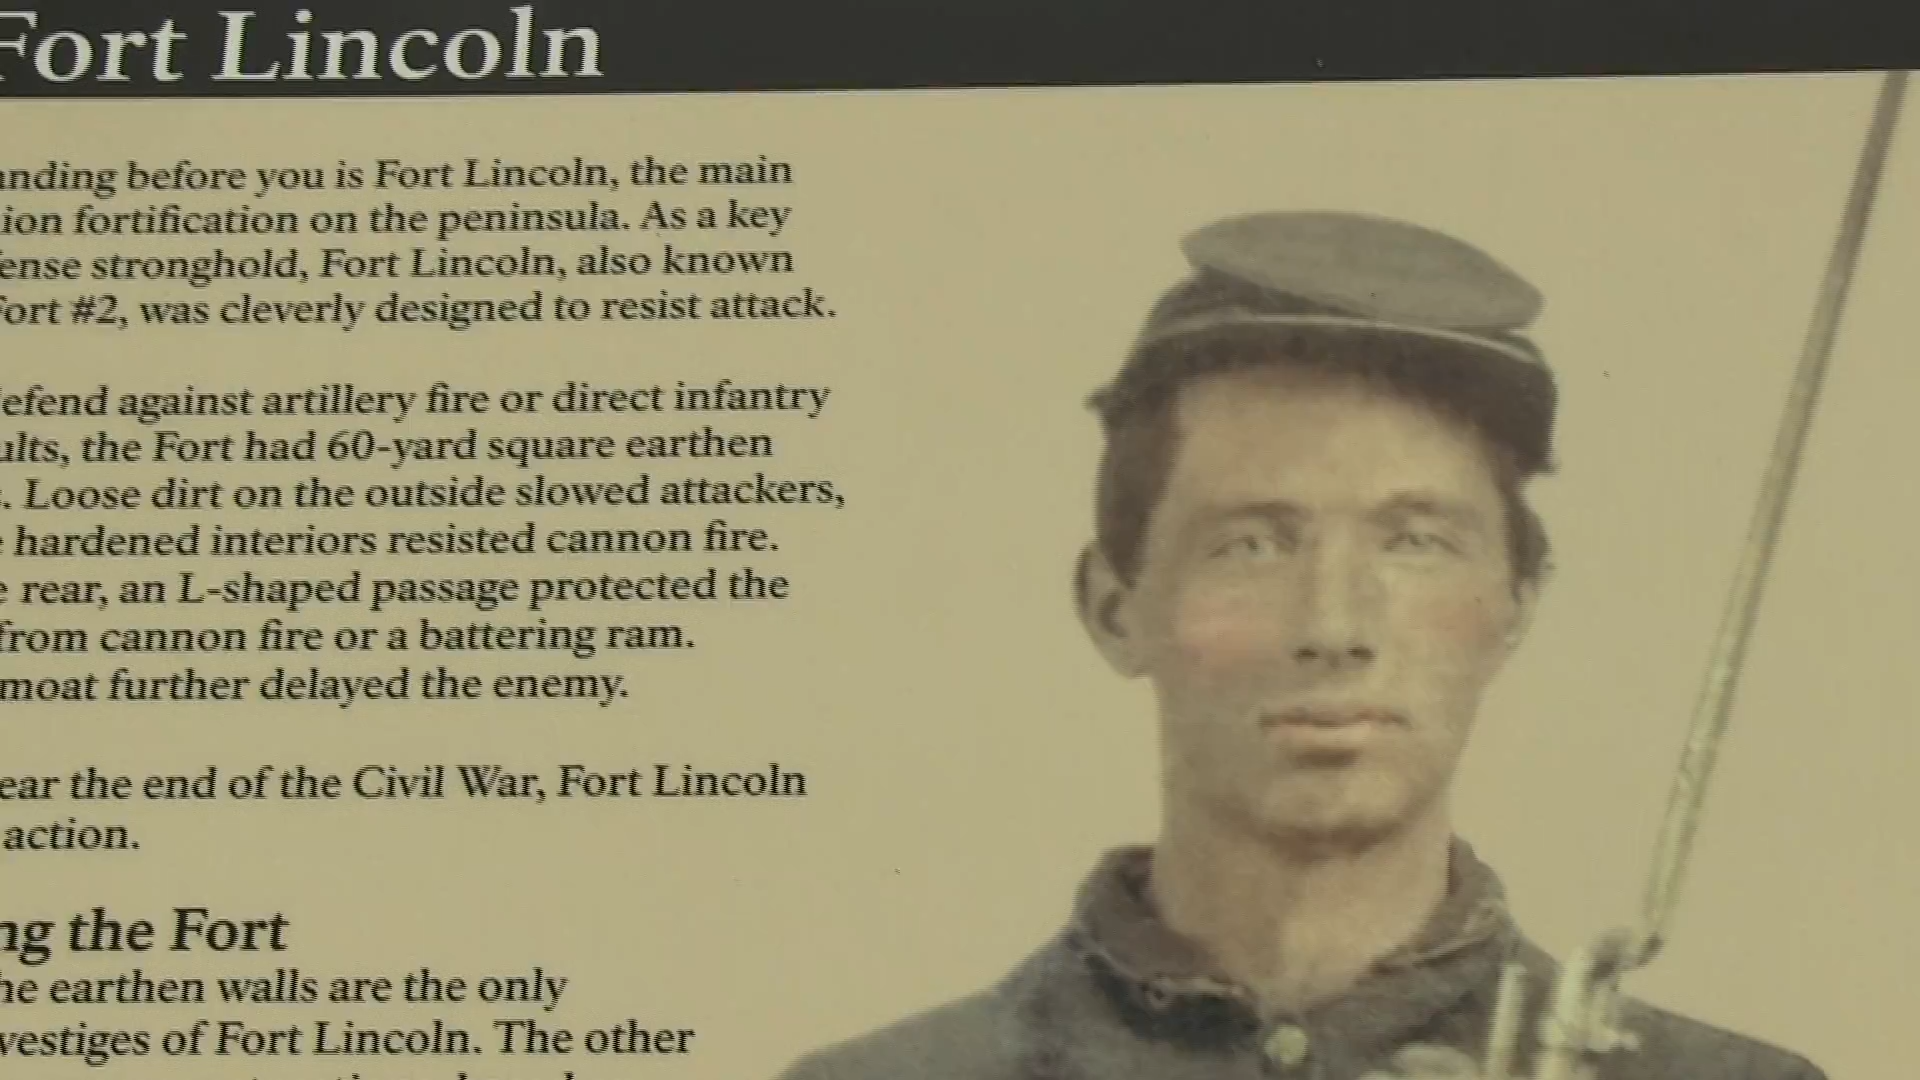 Fort Lincoln
anding before you is Fort Lincoln, the main
ion fortification on the peninsula. As a key
ense stronghold, Fort Lincoln, also known
Fort #2, was cleverly designed to resist attack.
efend against artillery fire or direct infantry
ults, the Fort had 60-yard square earthen
. Loose dirt on the outside slowed attackers,
e hardened interiors resisted cannon fire.
e rear, an L-shaped passage protected the
from cannon fire or a battering ram.
moat further delayed the enemy.
ear the end of the Civil War, Fort Lincoln
action.
ng the Fort
he earthen walls are the only
vestiges of Fort Lincoln. The other